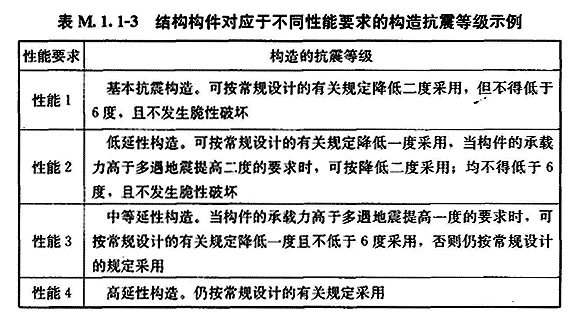 表 M.1.1-3 结构构件对应于不同性能要求的构造抗震等级示例
性能要求 构造的抗震等级
性能 1
基本抗震构造。可按常规设计的有关规定降低二度采用，但不得低于
6 度，且不发生脆性破坏
性能 2
低延性构造。可按常规设计的有关规定降低一度采用，当构件的承载
力高于多遇地震提高二度的要求时，可按降低二度采用；均不得低于 6
度，且不发生脆性破坏
性能 3
中等延性构造。当构件的承载力高于多遇地震提高一度的要求时，可
按常规设计的有关规定降低一度且不低于 6 度采用，否则仍按常规设计
的规定采用
性能 4 高延性构造。仍按常规设计的有关规定采用